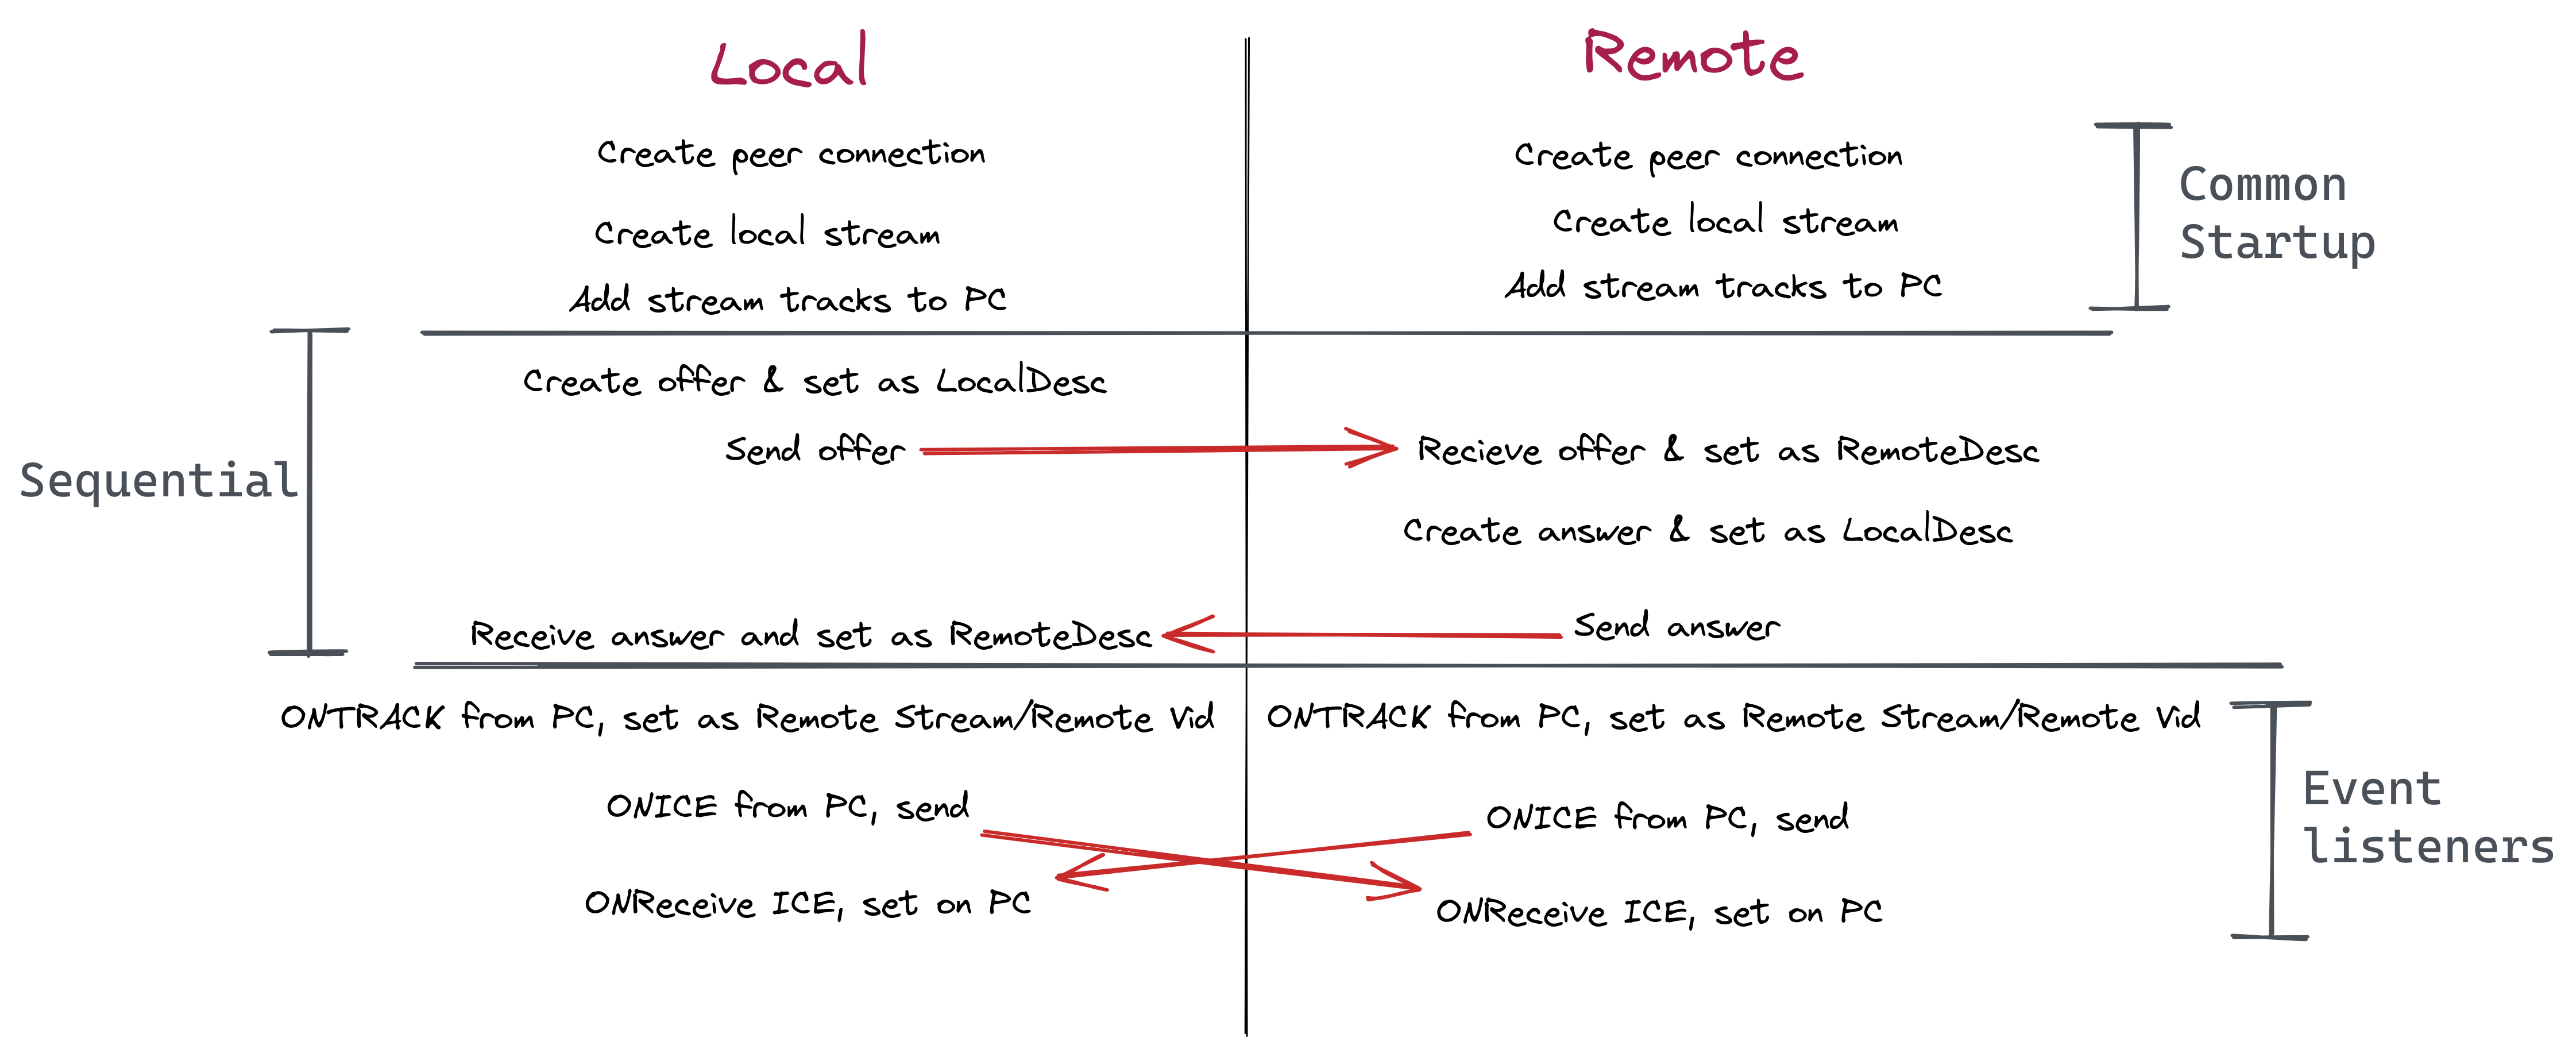 Local
Remote
Create peer connection
Create peer connection
Common
Startup
Create local stream
Create local stream
Add stream tracks to PC
Add stream tracks to PC
Sequential
Create offer & set as LocalDesc
Send offer
Recieve offer & set as RemoteDesc
Create answer & set as LocalDesc
Send answer
Receive answer and set as RemoteDesc
ONTRACK from PC, set as Remote Stream/Remote Vid
ONTRACK from PC, set as Remote Stream/Remote Vid
Event
listeners
ONICE from PC, send
ONICE from PC, send
ONReceive ICE, set on PC
ONReceive ICE, set on PC